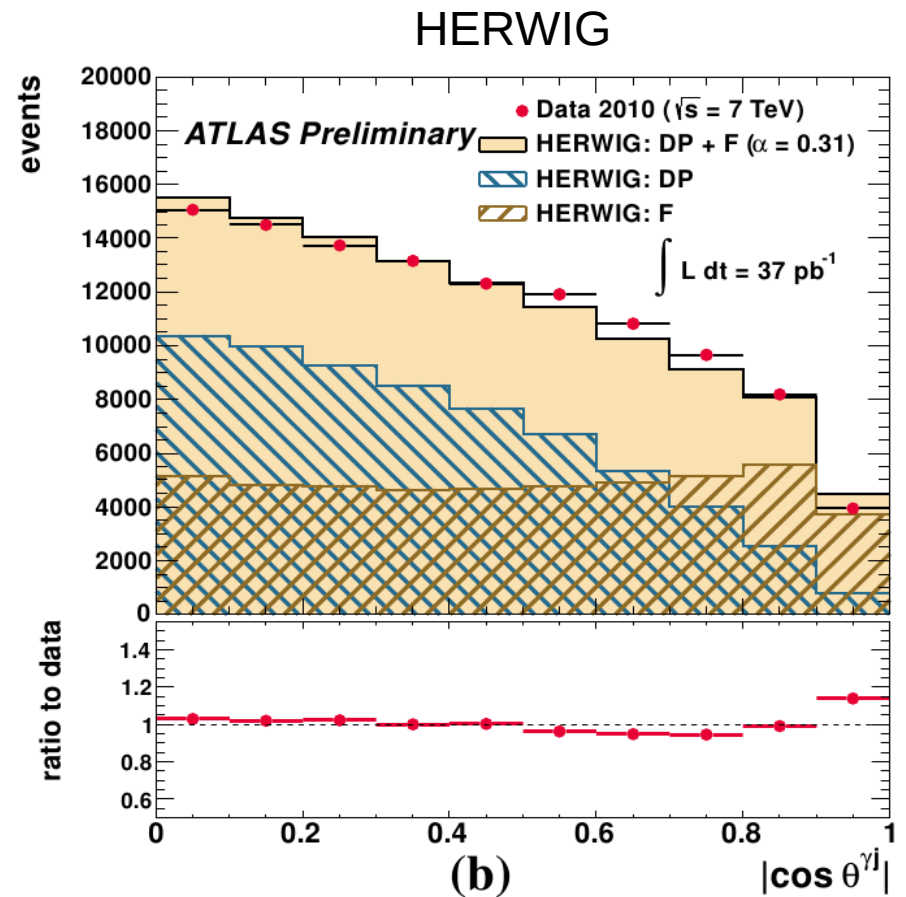 HERWIG
events
20000
18000
16000
14000
12000
10000
8000
6000
4000
2000
0
ATLAS Preliminary
Data 2010 (√s = 7 TeV)
HERWIG: DP + F (α = 0.31)
HERWIG: DP
HERWIG: F
∫ L dt = 37 pb⁻¹
ratio to data
1.4
1.2
1
0.8
0.6
0 0.2 0.4 0.6 0.8 1
(b)
|cos θ^γj|